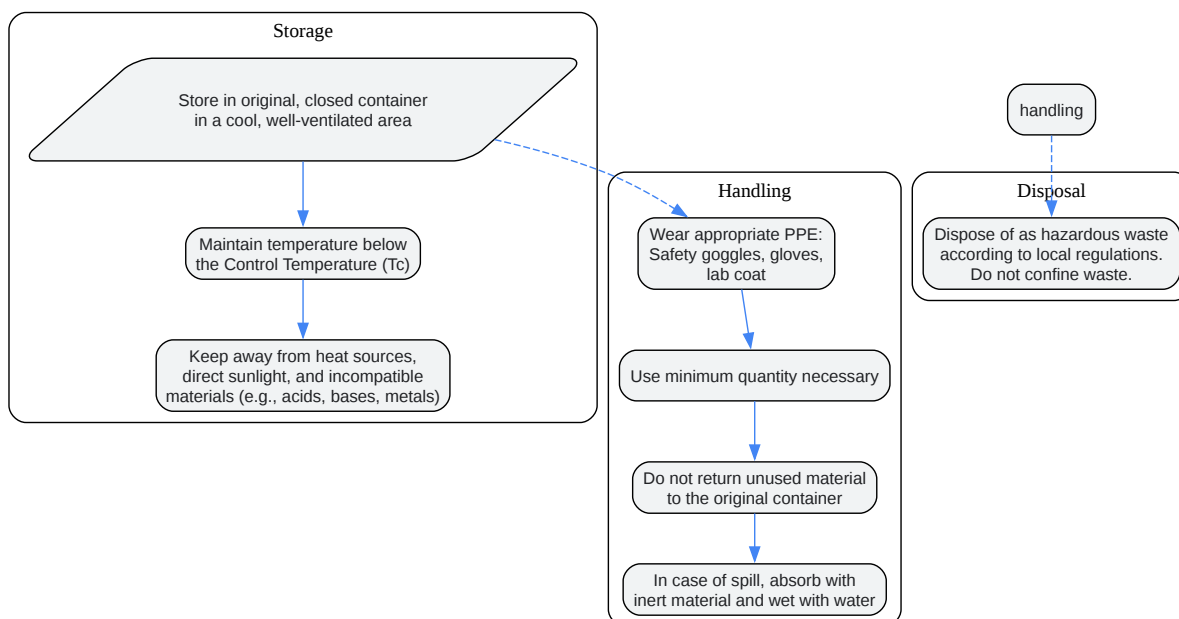 Storage
Store in original, closed container
in a cool, well-ventilated area
Maintain temperature below
the Control Temperature (Tc)
Keep away from heat sources,
direct sunlight, and incompatible
materials (e.g., acids, bases, metals)
Handling
Wear appropriate PPE:
Safety goggles, gloves,
lab coat
Use minimum quantity necessary
Do not return unused material
to the original container
In case of spill, absorb with
inert material and wet with water
handling
Disposal
Dispose of as hazardous waste
according to local regulations.
Do not confine waste.